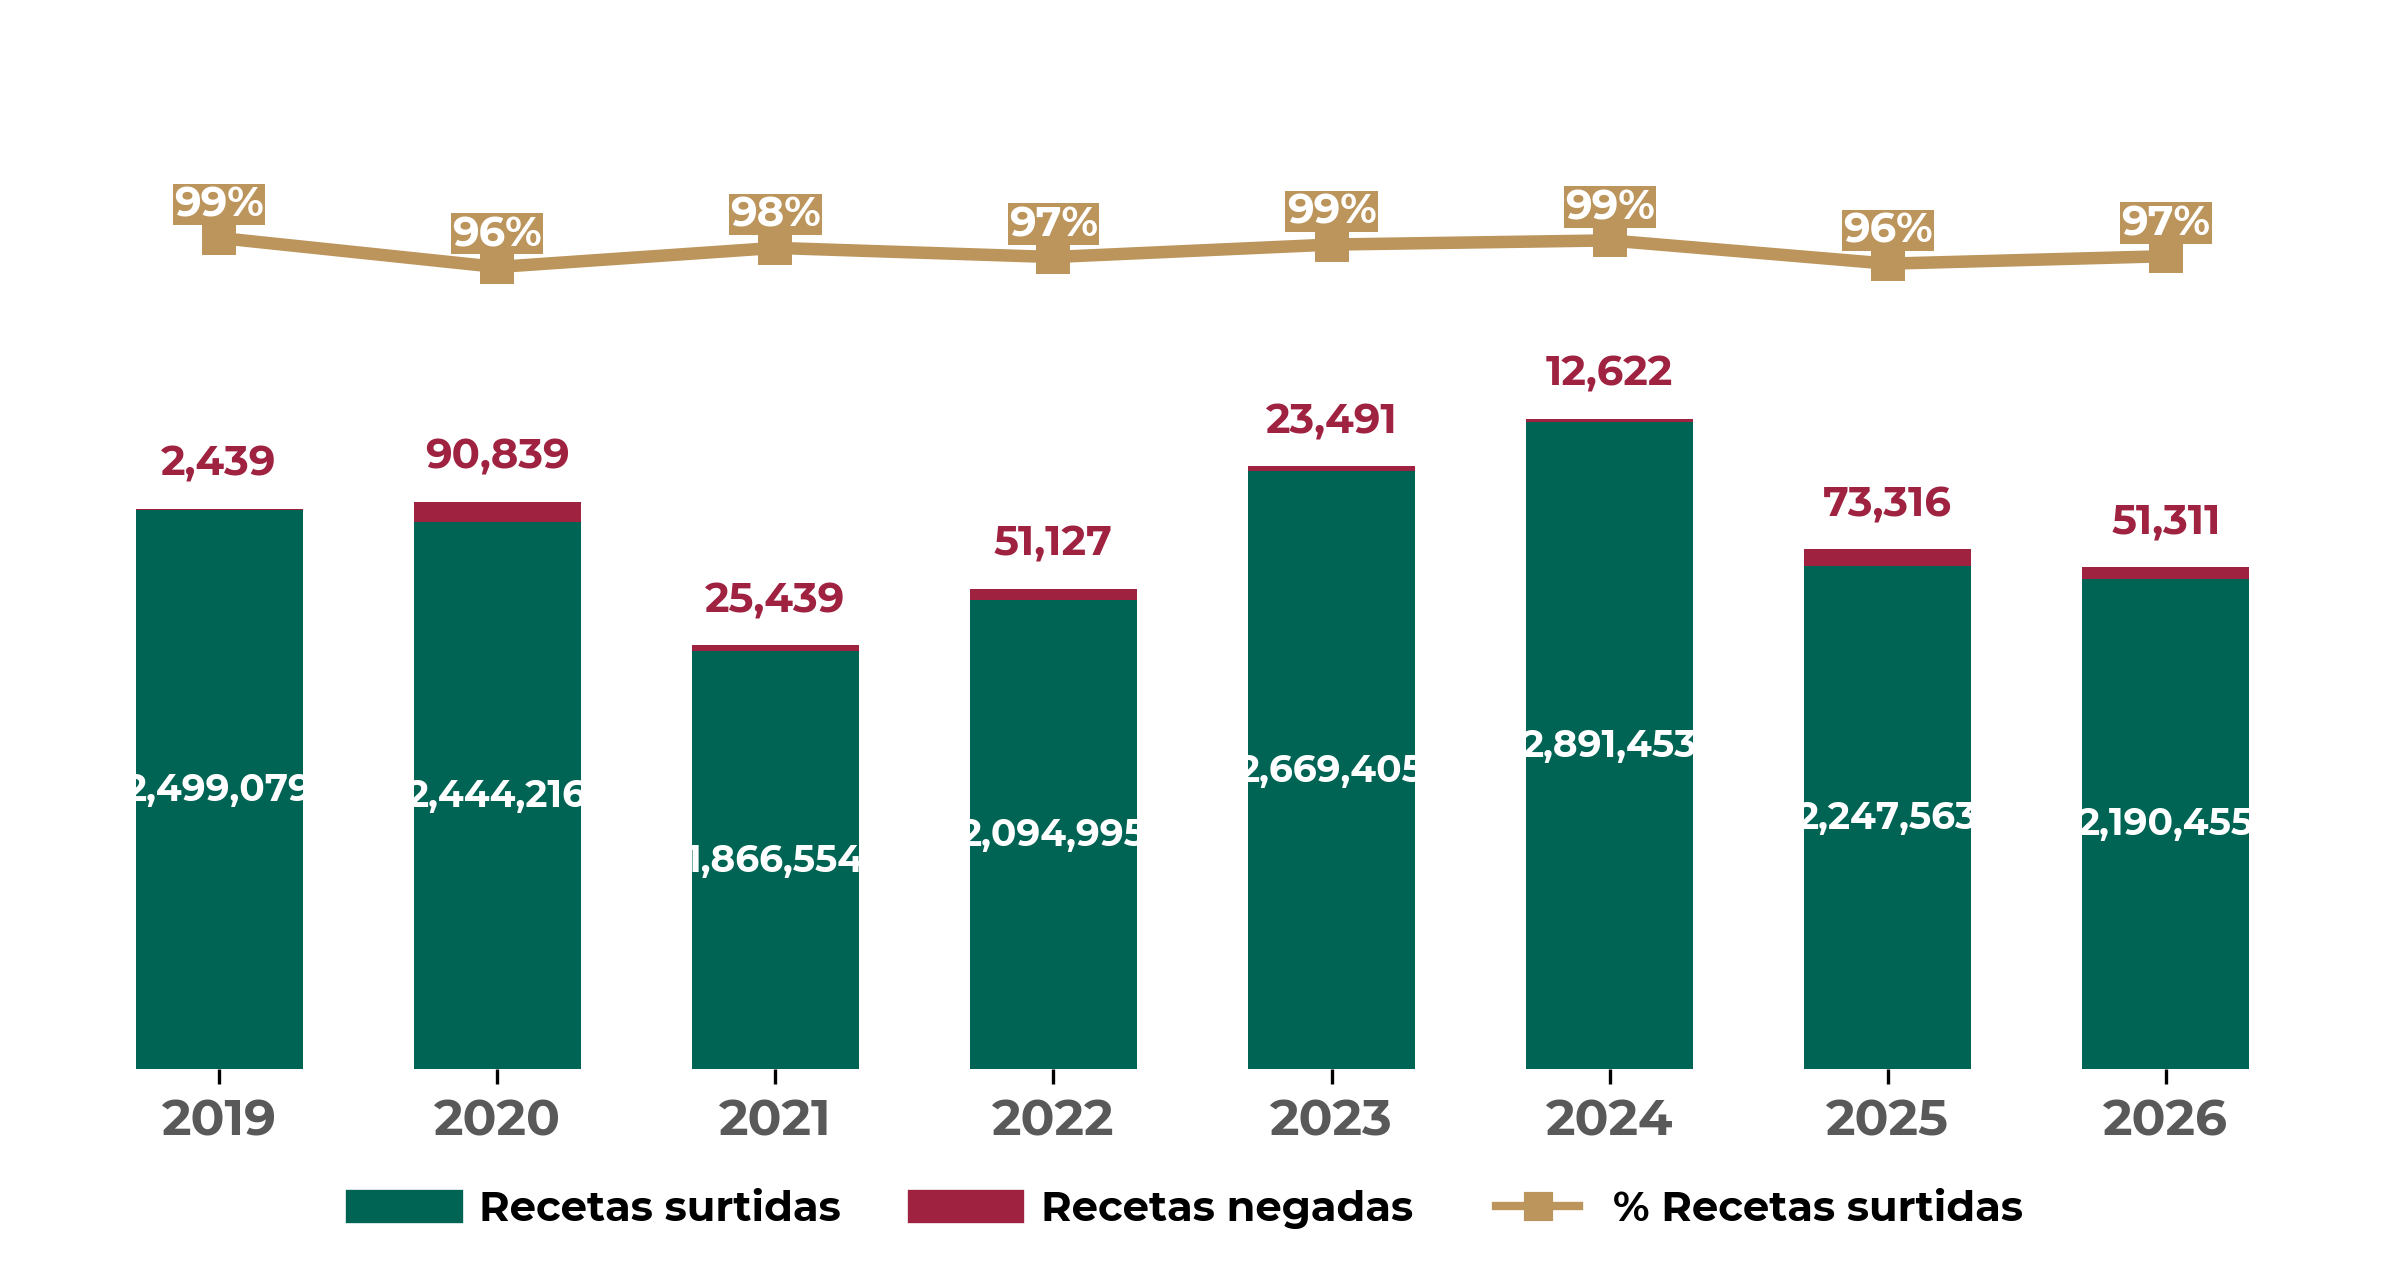 99% 96% 98% 97% 99% 99% 96% 97%
2,439 90,839 25,439 51,127 23,491 12,622 73,316 51,311
2,499,079 2,444,216 1,866,554 2,094,995 2,669,405 2,891,453 2,247,563 2,190,455
2019 2020 2021 2022 2023 2024 2025 2026
Recetas surtidas Recetas negadas % Recetas surtidas